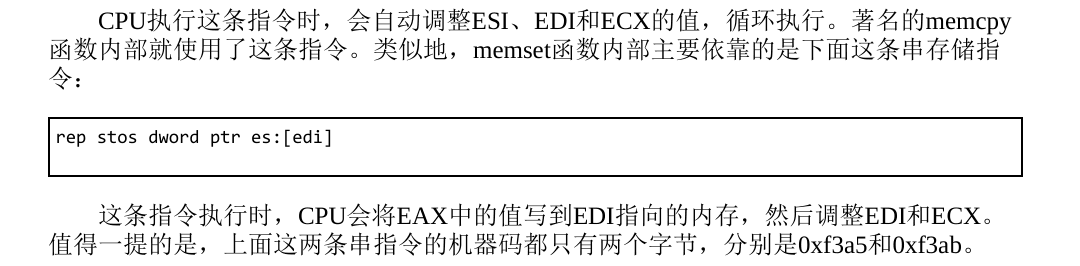 CPU执行这条指令时，会自动调整ESI、EDI和ECX的值，循环执行。著名的memcpy
函数内部就使用了这条指令。类似地，memset函数内部主要依靠的是下面这条串存储指
令：
rep stos dword ptr es:[edi]
这条指令执行时，CPU会将EAX中的值写到EDI指向的内存，然后调整EDI和ECX。
值得一提的是，上面这两条串指令的机器码都只有两个字节，分别是0xf3a5和0xf3ab。